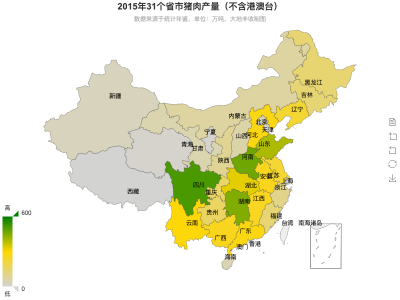 2015年31个省市猪肉产量（不含港澳台）
数据来源于统计年鉴，单位：万吨，大地丰收制图
黑龙江
吉林
新疆
辽宁
内蒙古
北京
天津
宁夏
山西
河北
青海
甘肃
山东
陕西
河南
西藏
四川
重庆
湖北
安徽
江苏
上海
浙江
湖南
江西
贵州
福建
云南
台湾
南海诸岛
广西
广东
香港
澳门
海南
高
600
0
低